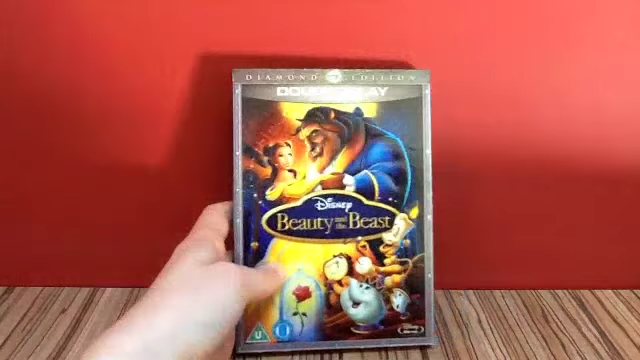 DIAMOND EDITION
DOUBLE PLAY
Disney
Beauty and the Beast
U